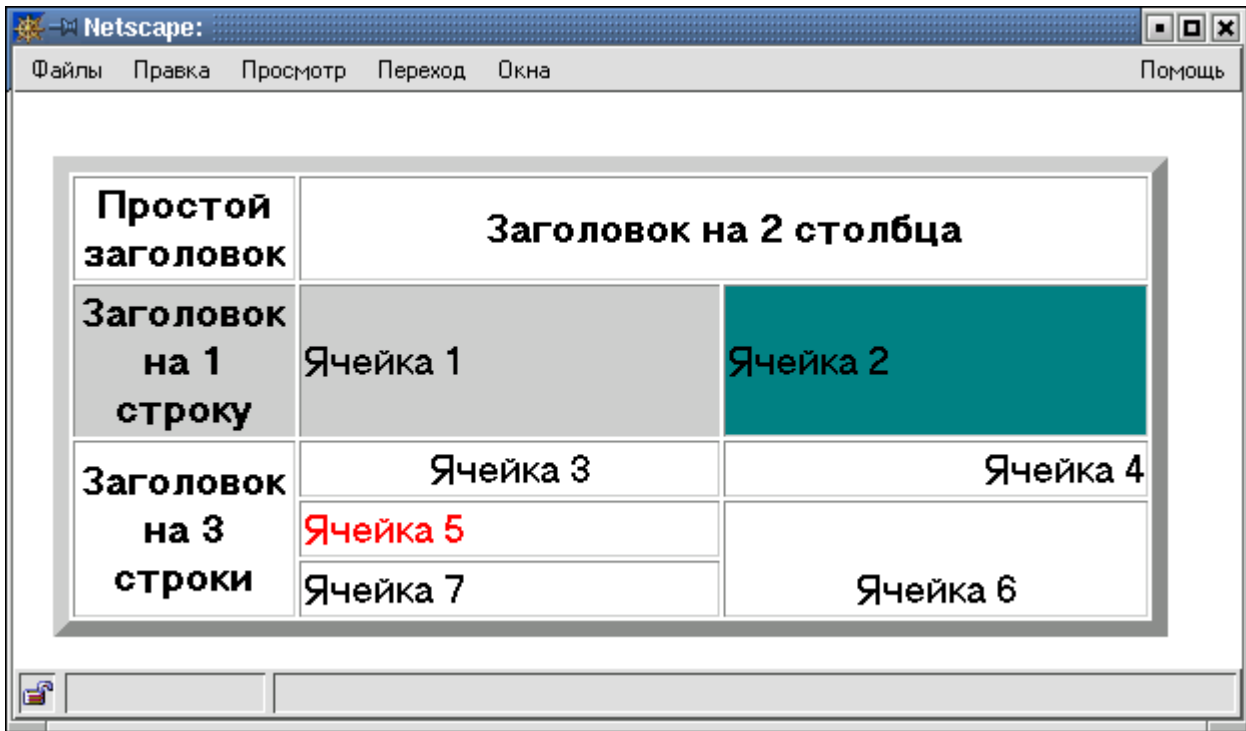 Netscape:
Файлы Правка Просмотр Переход Окна Помощь
Простой
заголовок
Заголовок на 2 столбца
Заголовок
на 1
строку
Ячейка 1
Ячейка 2
Заголовок
на 3
строки
Ячейка 3
Ячейка 4
Ячейка 5
Ячейка 7
Ячейка 6